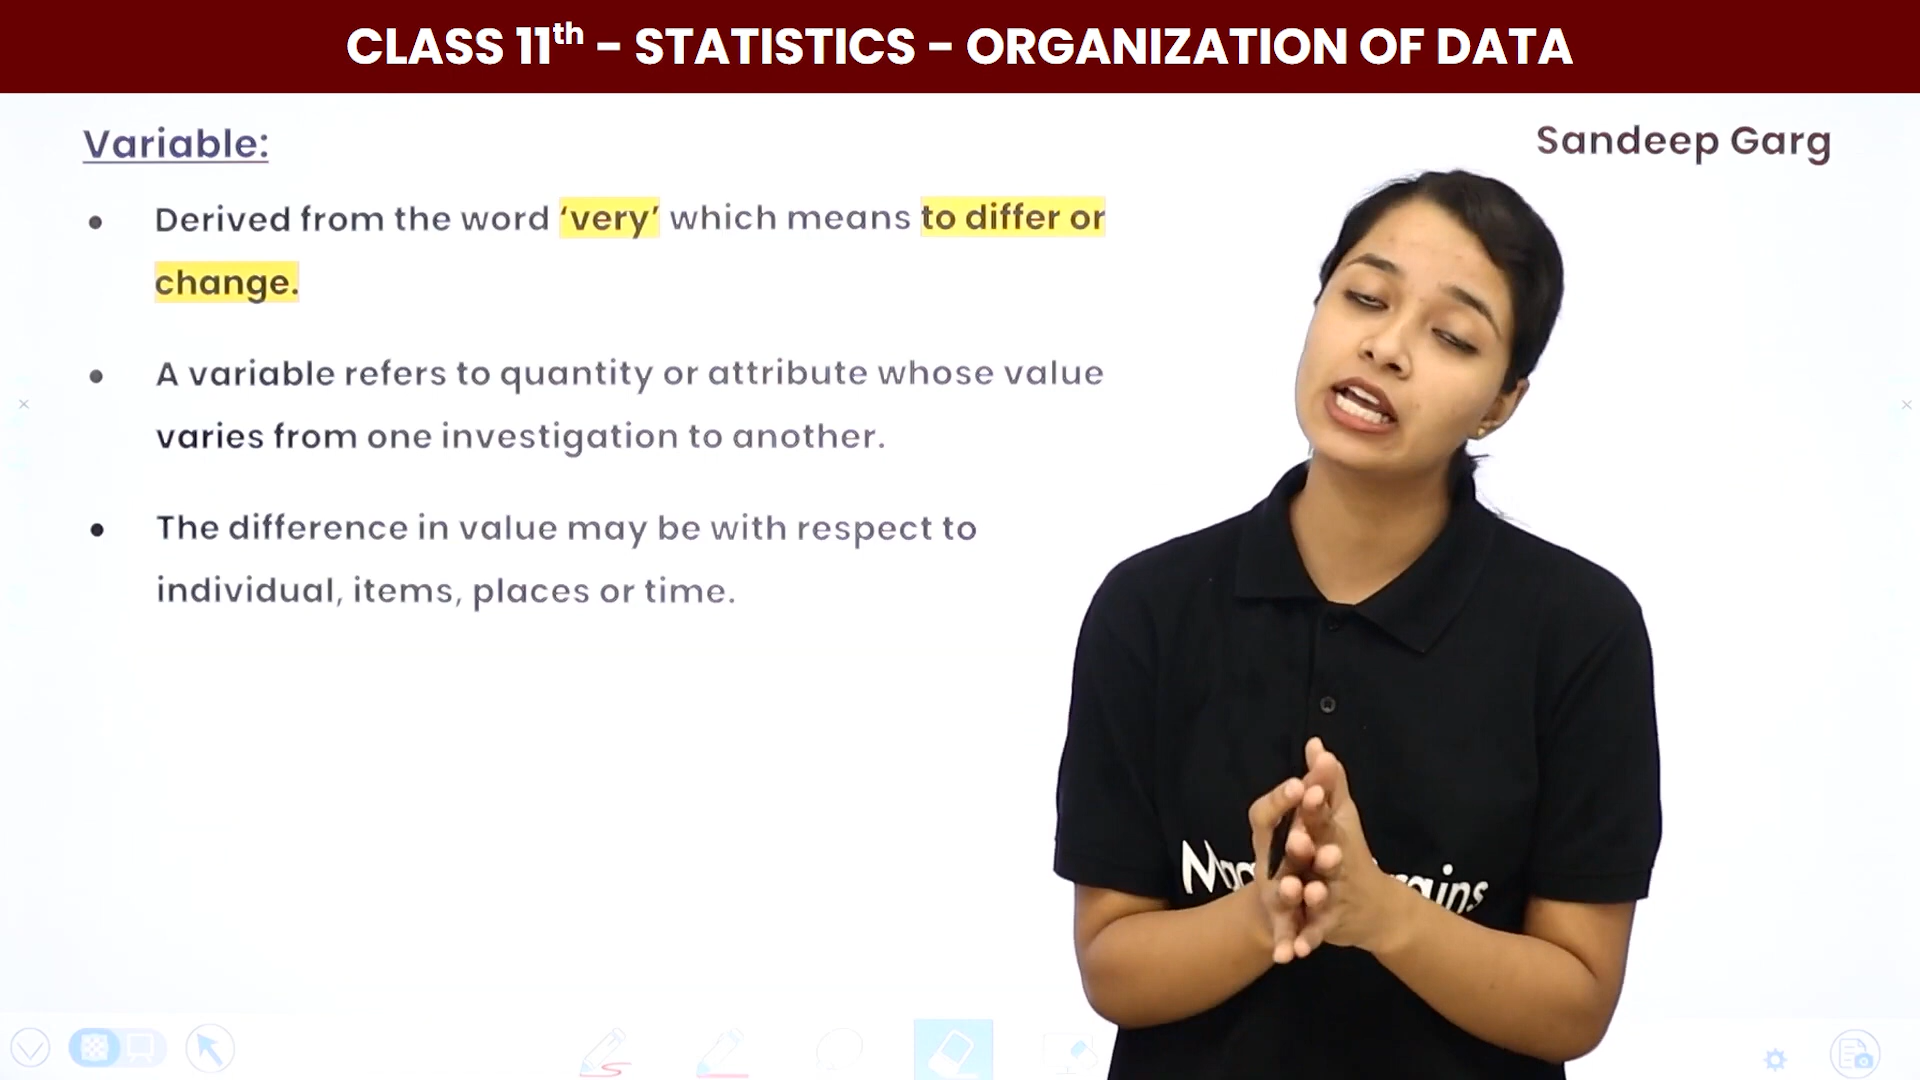 CLASS 11th - STATISTICS - ORGANIZATION OF DATA
Variable:
Sandeep Garg
• Derived from the word ‘very’ which means to differ or
change.
• A variable refers to quantity or attribute whose value
varies from one investigation to another.
• The difference in value may be with respect to
individual, items, places or time.